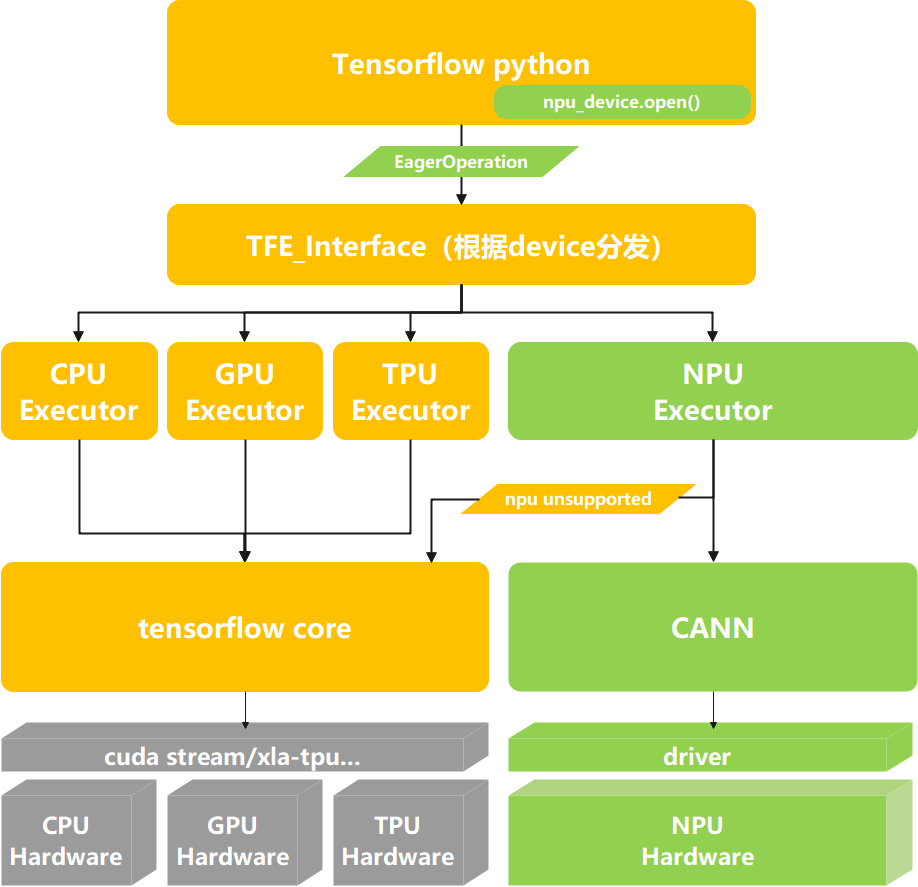 Tensorflow python
npu_device.open()
EagerOperation
TFE_Interface（根据device分发）
CPU
Executor
GPU
Executor
TPU
Executor
NPU
Executor
npu unsupported
tensorflow core
CANN
cuda stream/xla-tpu...
driver
CPU
Hardware
GPU
Hardware
TPU
Hardware
NPU
Hardware